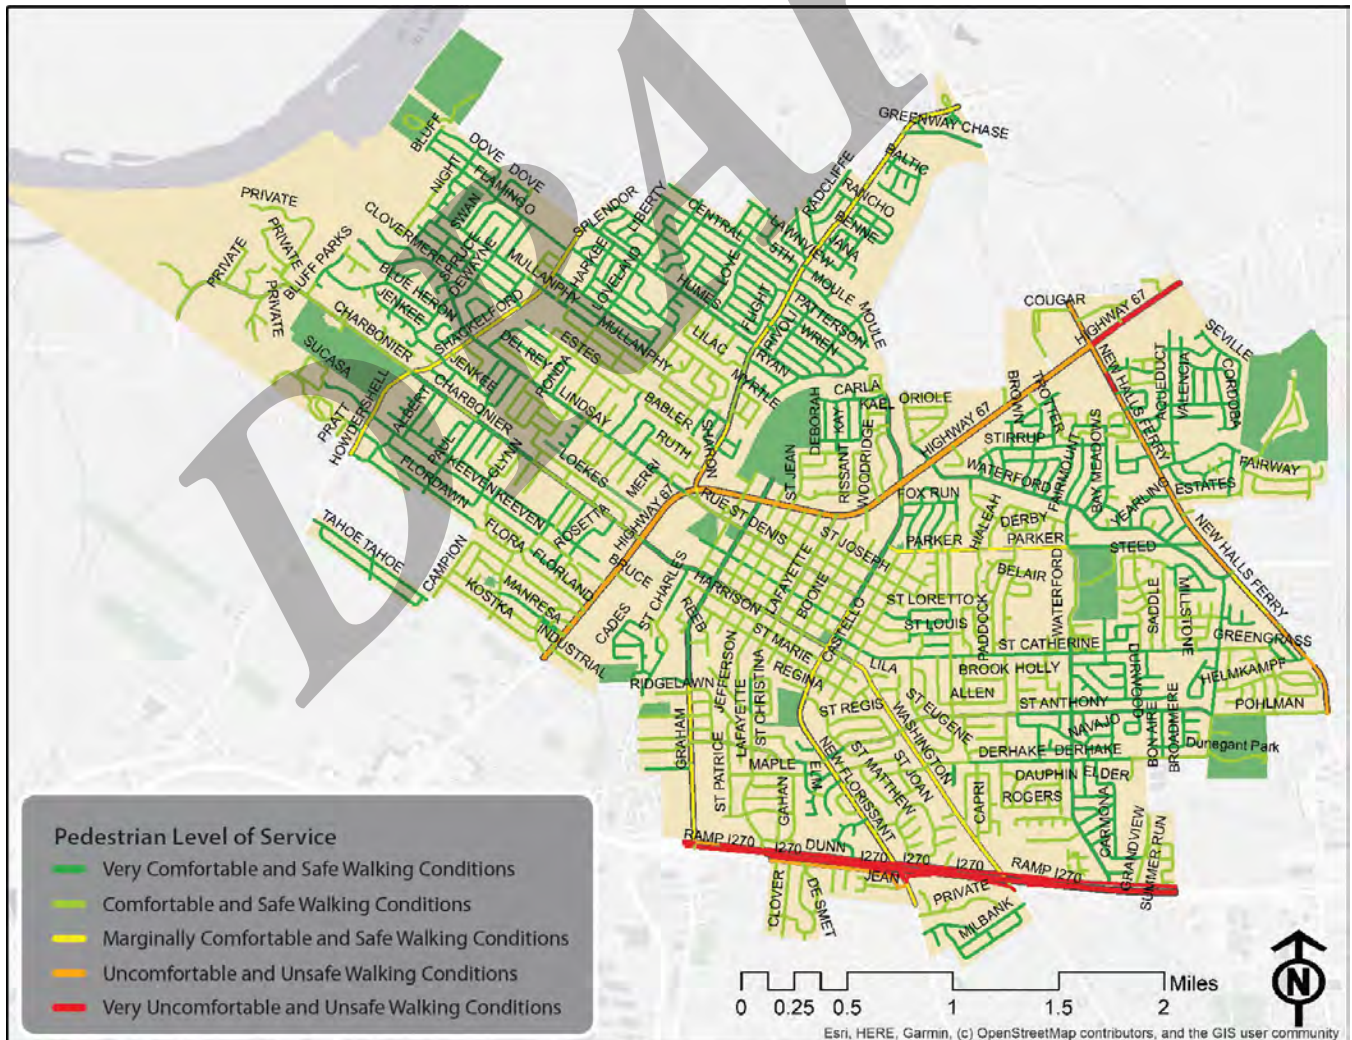 DRAF
GREENWAY CHASE
BALTIC
BLUFF
DOVE
DOVE
NIGHT
FLAMINGO
SWAN
RADCLIFFE
RANCHO
BENNE
JANA
PRIVATE
PRIVATE
PRIVATE
PRIVATE
BLUFF PARKS
CLOVERMERE
SPRUCE
DEWAYNE
SPLENDOR
LIBERTY
CENTRAL
LAWNVIEW
5TH
HARKEE
LOVELAND
MULLANPHY
HUMES
LOVE
FLIGHT
MOULE
MOULE
PATTERSON
WREN
RIVOLI
RYAN
BLUE HERON
JENKEE
CHARBONIER
SUCASA
SHACKELFORD
DEL REY
ESTES
PONDA
MULLANPHY
LILAC
MYRTLE
COUGAR
HIGHWAY 67
SEVILLE
CORDOBA
AQUEDUCT
VALENCIA
NEW HALLS FERRY
PRATT
HOWDERSHELL
ALBERT
JENKEE
CHARBONIER
LINDSAY
BABLER
RUTH
SHARON
CARLA
KAEL
ORIOLE
DEBORAH
KAY
RISSANT
WOODRIDGE
ST JEAN
BROWN
TROTTER
HIGHWAY 67
STIRRUP
WATERFORD
FAIRMOUNT
BAY MEADOWS
YEARLING
ESTATES
FAIRWAY
PAUL
GLYNN
KEEVEN
KEEVEN
LOEKES
MERRI
FLORDAWN
ROSETTA
HIGHWAY 67
RUE ST DENIS
ST JOSEPH
FOX RUN
HIALEAH
DERBY
PARKER
PARKER
STEED
NEW HALLS FERRY
TAHOE
TAHOE
CAMPION
FLORA
FLORLAND
BRUCE
KOSTKA
MANRESA
INDUSTRIAL
CADES
ST CHARLES
HARRISON
REEB
LAFAYETTE
BOONE
CASTELLO
ST MARIE
REGINA
LILA
BELAIR
WATERFORD
ST LORETTO
ST LOUIS
PADDOCK
ST CATHERINE
BROOK HOLLY
SADDLE
MILLSTONE
GREENGRASS
HELMKAMPF
POHLMAN
RIDGELAWN
JEFFERSON
LAFAYETTE
ST CHRISTINA
ST REGIS
ST EUGENE
WASHINGTON
ALLEN
ST ANTHONY
NAVAJO
DURWOOD
BON AIRE
BROADMERE
Dunegant Park
GRAHAM
ST PATRICE
MAPLE
GAHAN
ELM
NEW FLORISSANT
ST MATTHEW
ST JOAN
DERHAKE
DERHAKE
DAUPHIN
ELDER
ROGERS
CAPRI
CARMONA
GRANDVIEW
SUMMER RUN
RAMP I270
I270
DUNN
I270
I270
I270
RAMP I270
CLOVER
DE SMET
JEAN
PRIVATE
MILBANK
Pedestrian Level of Service
Very Comfortable and Safe Walking Conditions
Comfortable and Safe Walking Conditions
Marginally Comfortable and Safe Walking Conditions
Uncomfortable and Unsafe Walking Conditions
Very Uncomfortable and Unsafe Walking Conditions
Miles
0 0.25 0.5 1 1.5 2
N
Esri, HERE, Garmin, (c) OpenStreetMap contributors, and the GIS user community